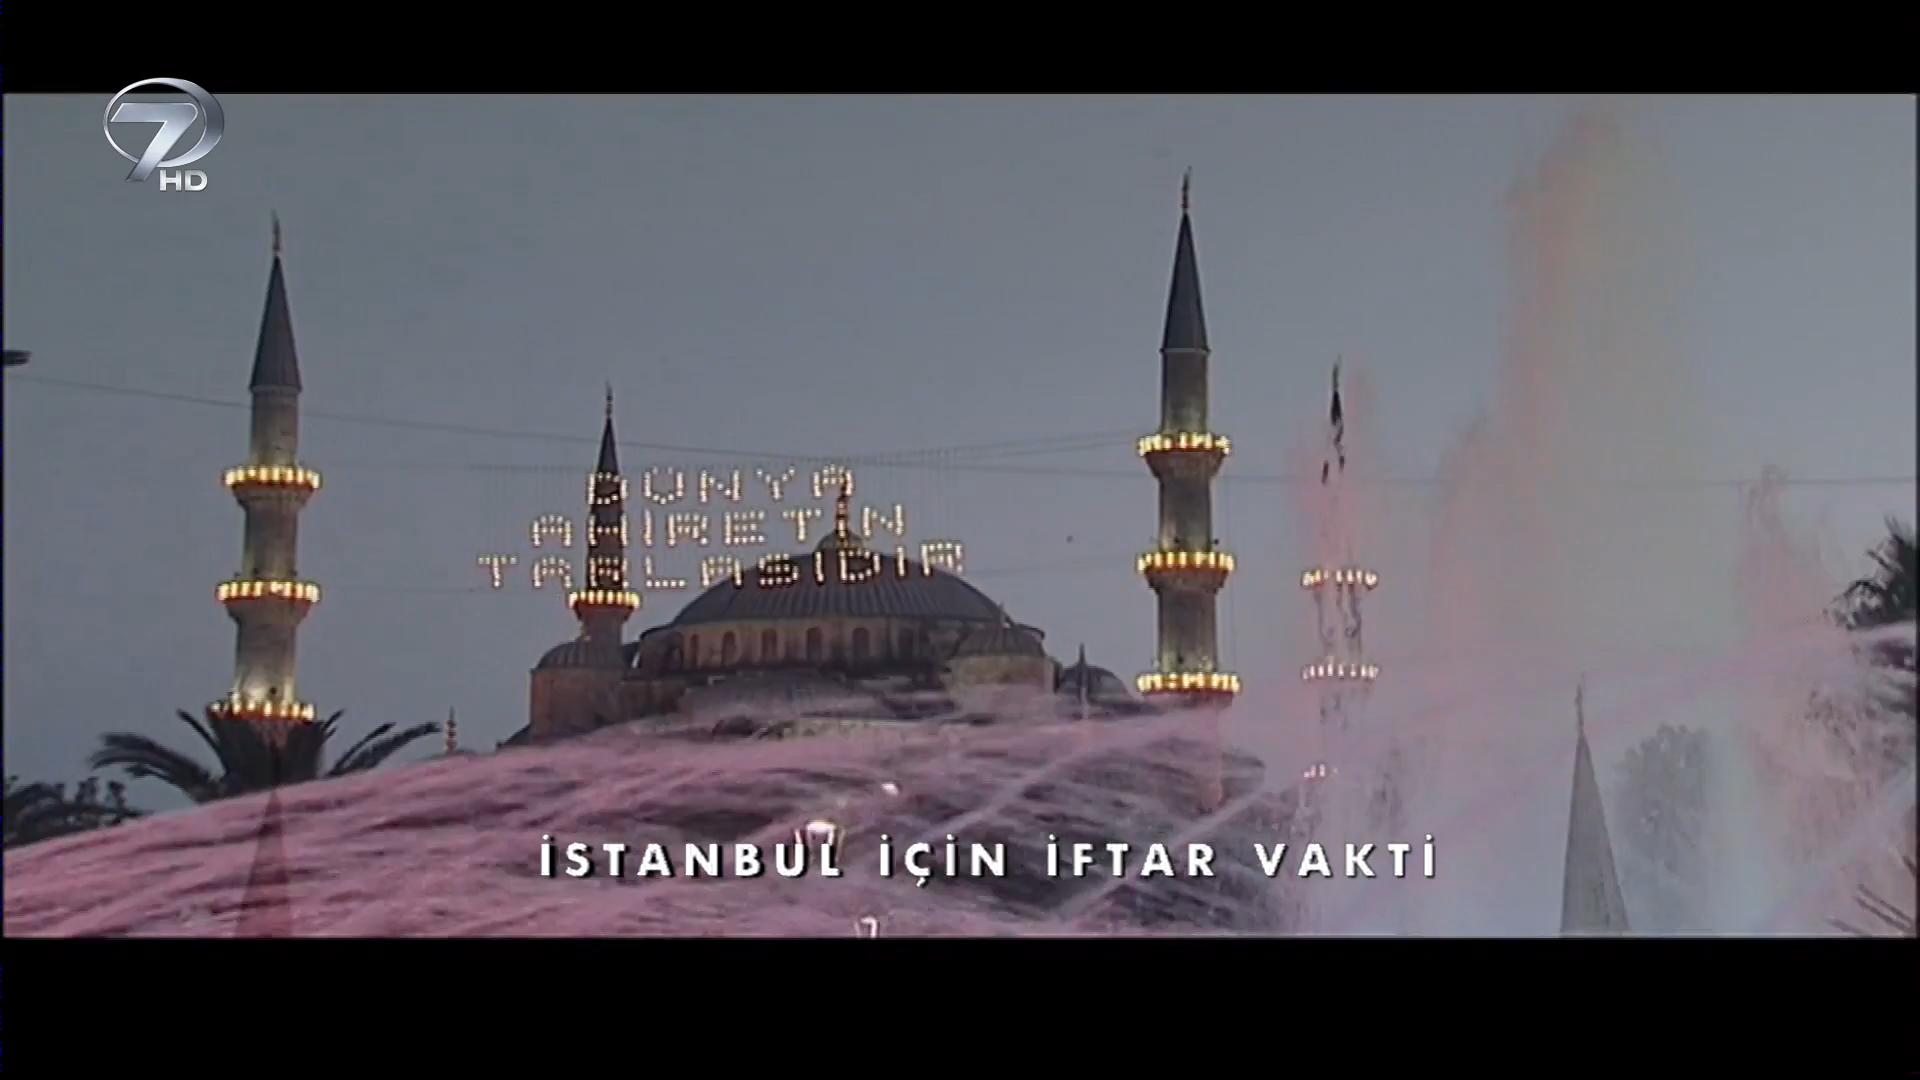 7
HD
DÜNYA
AHİRETİN
TARLASIDIR
İSTANBUL İÇİN İFTAR VAKTİ